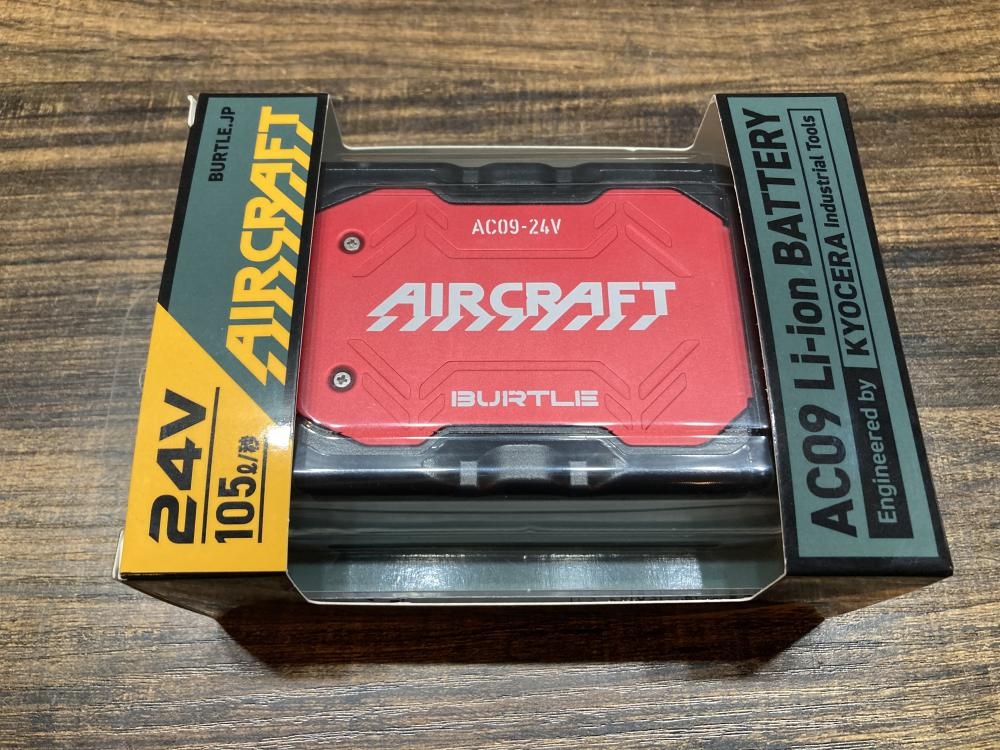 BURTLE.JP
AIRCRAFT
24V
105ℓ/秒
AC09-24V
AIRCRAFT
BURTLE
AC09 Li-ion BATTERY
Engineered by KYOCERA Industrial Tools